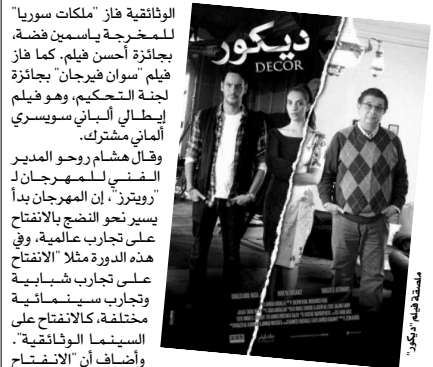 الوثائقية فاز "ملكات سوريا"
للمخرجة ياسمين فضة،
بجائزة أحسن فيلم. كما فاز
فيلم "سوان فيرجان" بجائزة
لجنة التحكيم، وهو فيلم
إيطالي ألباني سويسري
ألماني مشترك.
وقال هشام روحو المدير
الفني للمهرجان لـ
"رويترز"، إن المهرجان بدأ
يسير نحو النضج بالانفتاح
على تجارب عالمية، وفي
هذه الدورة مثلا "الانفتاح
على تجارب شبابية
وتجارب سينمائية
مختلفة، كالانفتاح على
السينما الوثائقية".
وأضاف أن "الانفتاح
ديكور
DECOR
ملصقة فيلم "ديكور"